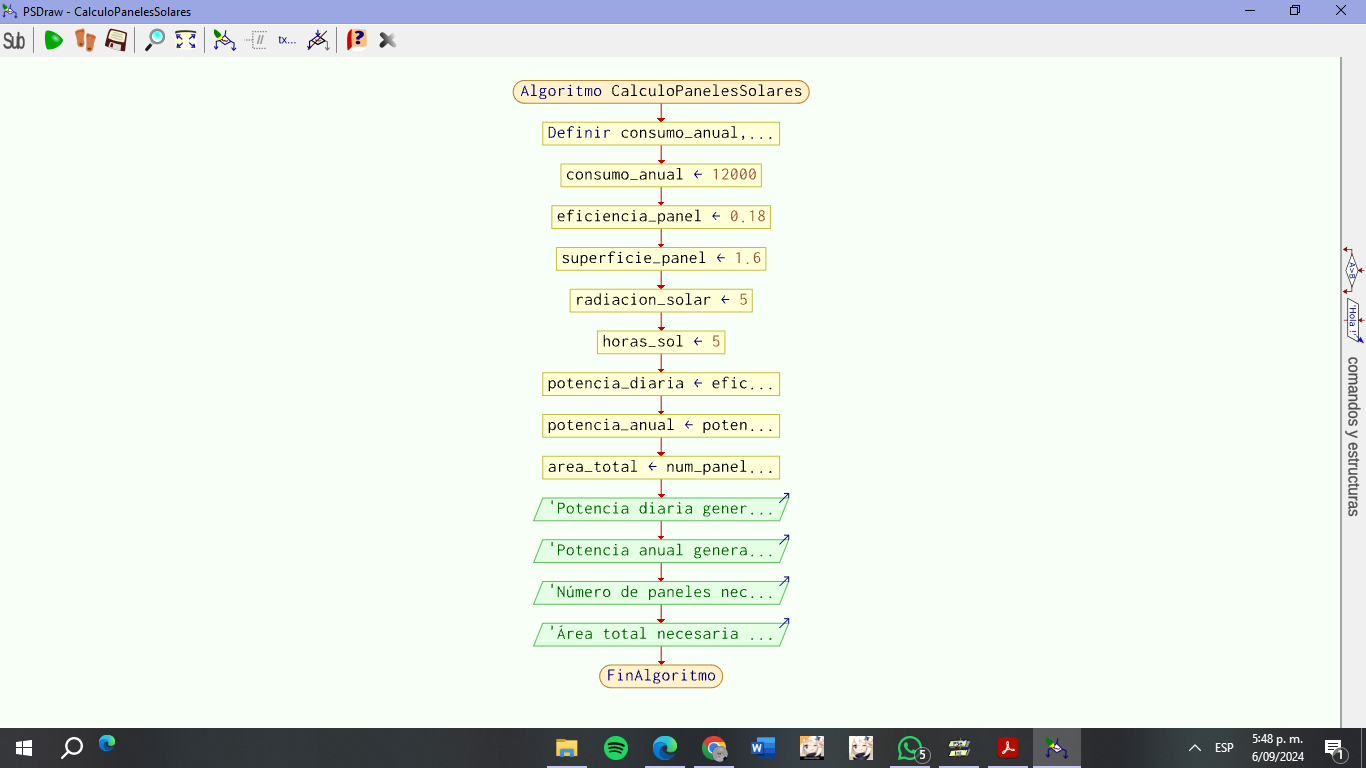 PSDraw - CalculoPanelesSolares
Sub
tx...
Algoritmo CalculoPanelesSolares
Definir consumo_anual,...
consumo_anual ← 12000
eficiencia_panel ← 0.18
superficie_panel ← 1.6
radiacion_solar ← 5
horas_sol ← 5
potencia_diaria ← efic...
potencia_anual ← poten...
area_total ← num_panel...
'Potencia diaria gener...
'Potencia anual genera...
'Número de paneles nec...
'Área total necesaria ...
FinAlgoritmo
A>B
'Hola !'
comandos y estructuras
5
ESP
5:48 p. m.
6/09/2024
1